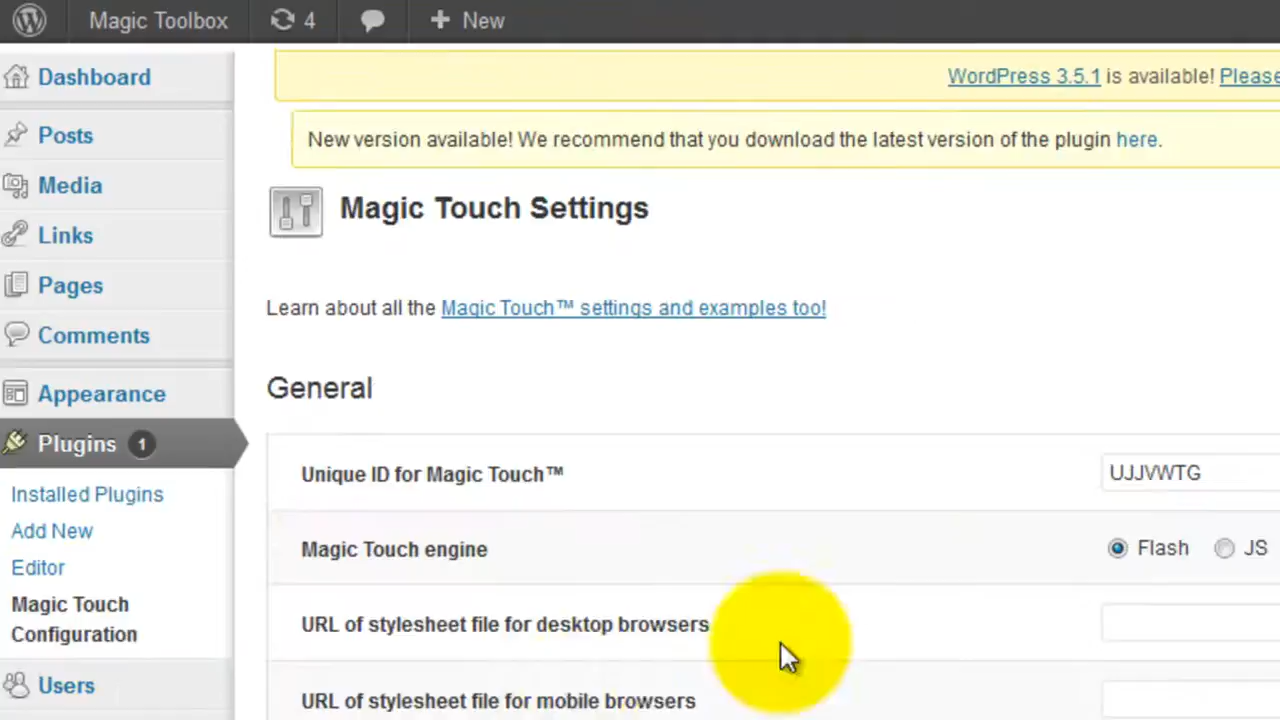 Magic Toolbox 4 + New
WordPress 3.5.1 is available! Please
New version available! We recommend that you download the latest version of the plugin here.
Dashboard
Posts
Media
Links
Pages
Comments
Appearance
Plugins 1
Installed Plugins
Add New
Editor
Magic Touch
Configuration
Users
Magic Touch Settings
Learn about all the Magic Touch™ settings and examples too!
General
Unique ID for Magic Touch™ UJJVWTG
Magic Touch engine Flash JS
URL of stylesheet file for desktop browsers
URL of stylesheet file for mobile browsers